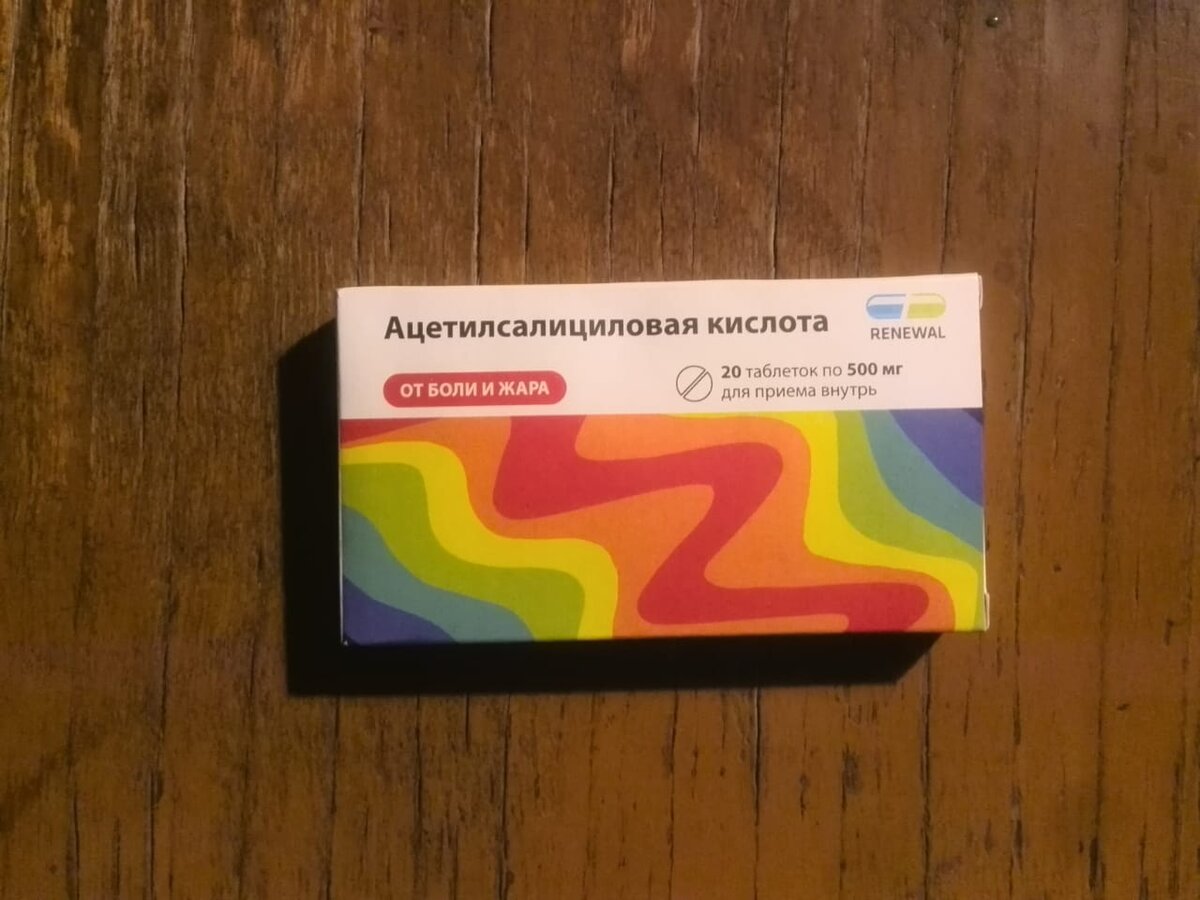 Ацетилсалициловая кислота
RENEWAL
ОТ БОЛИ И ЖАРА
20 таблеток по 500 мг
для приема внутрь